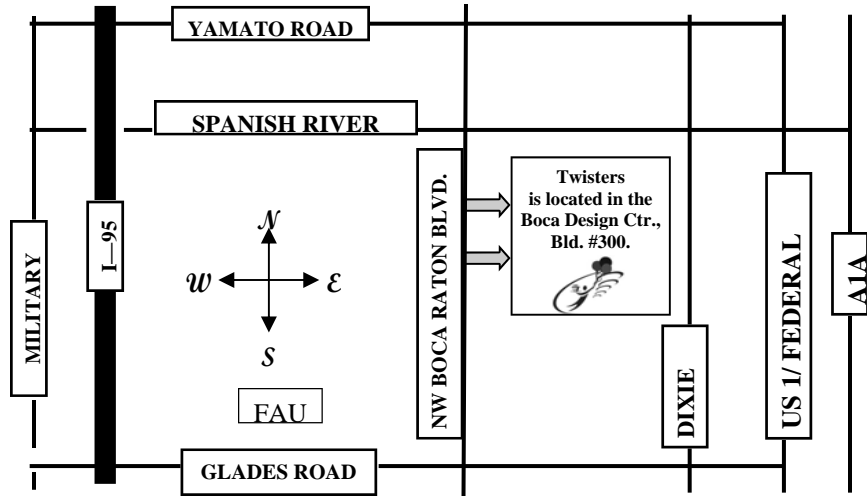 YAMATO ROAD
SPANISH RIVER
Twisters
is located in the
Boca Design Ctr.,
Bld. #300.
NW BOCA RATON BLVD.
I—95
MILITARY
N
W
E
S
FAU
DIXIE
US 1/ FEDERAL
A1A
GLADES ROAD